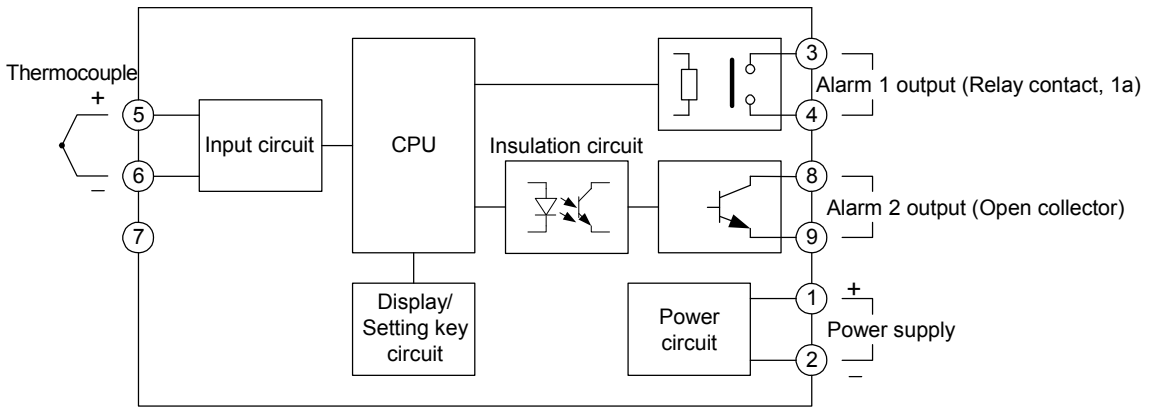 Thermocouple
+
5
6
−
7
Input circuit
CPU
Display/
Setting key
circuit
Insulation circuit
3
4
Alarm 1 output (Relay contact, 1a)
8
9
Alarm 2 output (Open collector)
Power
circuit
1
+
Power supply
2
−